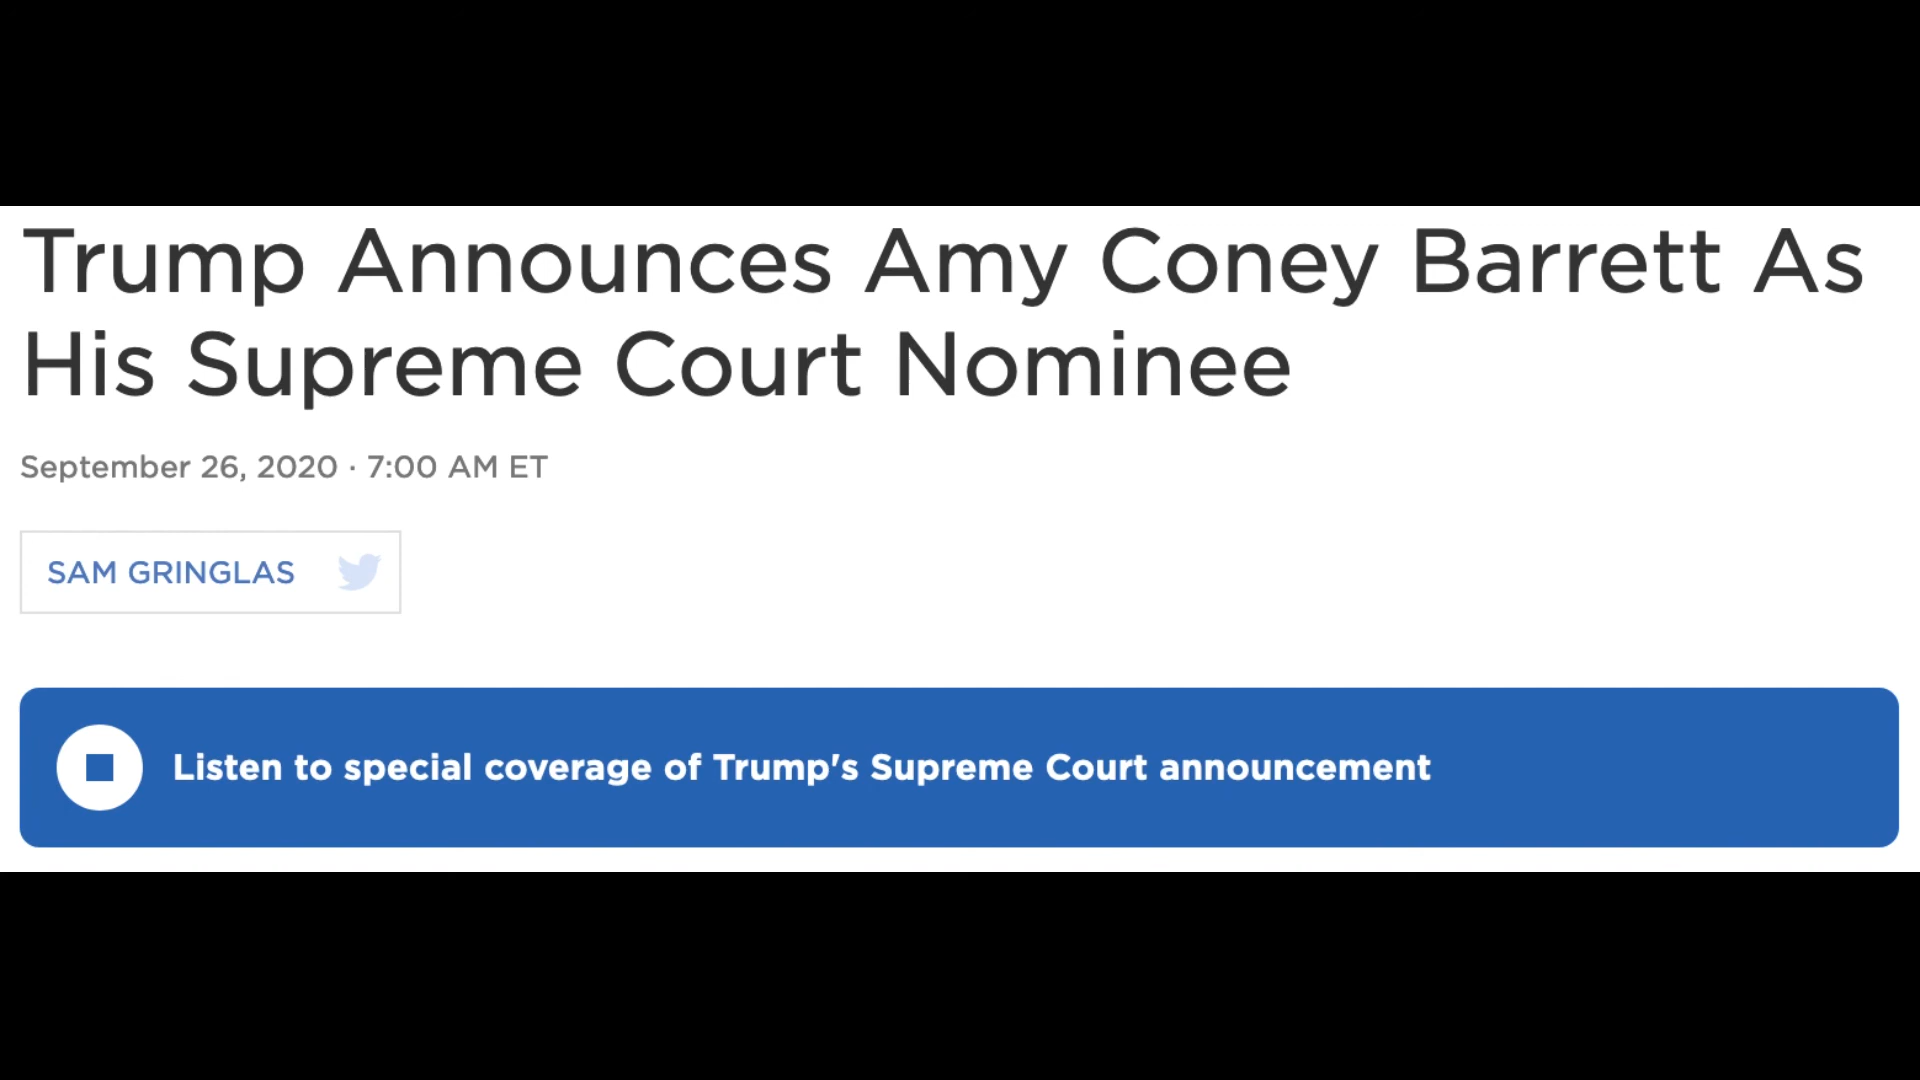 Trump Announces Amy Coney Barrett As
His Supreme Court Nominee
September 26, 2020 · 7:00 AM ET
SAM GRINGLAS
Listen to special coverage of Trump's Supreme Court announcement